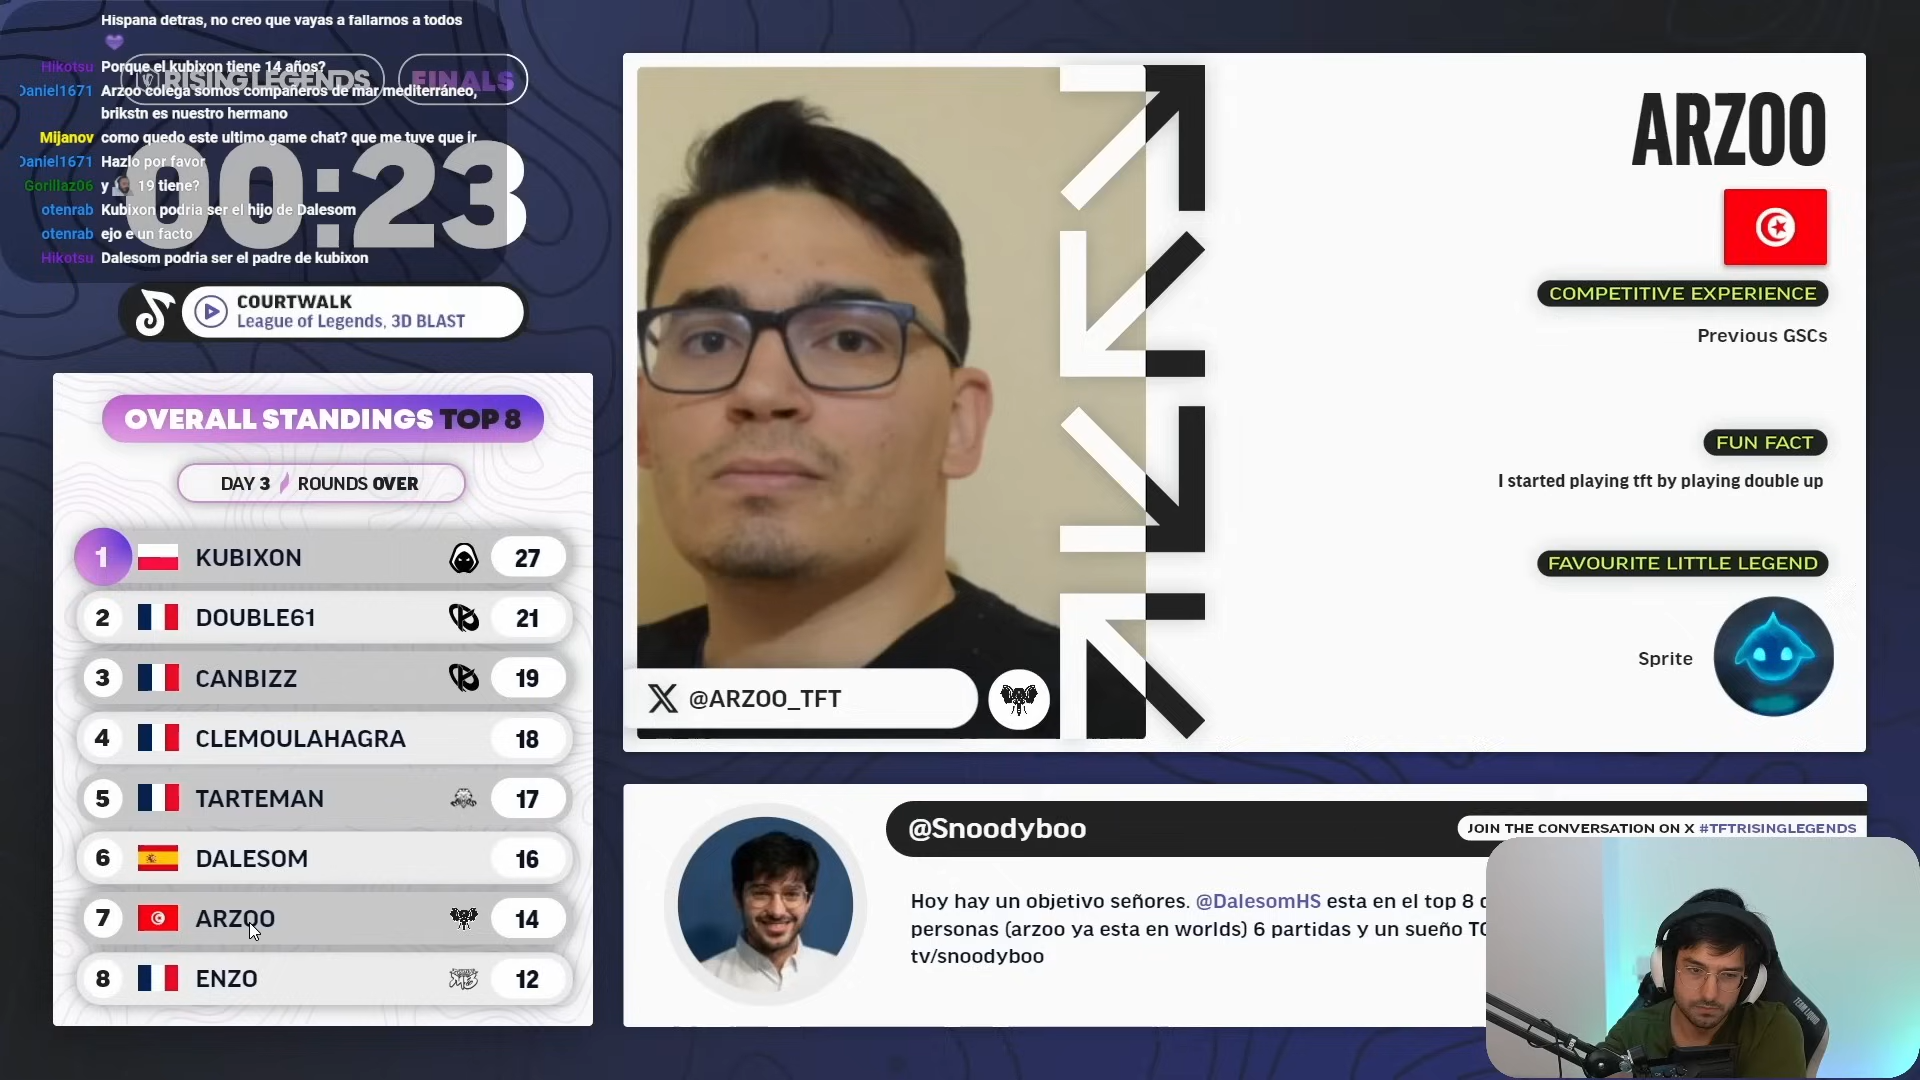 Hispana detras, no creo que vayas a fallarnos a todos
Hikotsu Porque el kubixon tiene 14 años?
Daniel1671 Arzoo colega somos compañeros de mar mediterráneo,
brikstn es nuestro hermano
Mijanov como quedo este ultimo game chat? que me tuve que ir
Daniel1671 Hazlo por favor
Gorillaz06 y 19 tiene?
otenrab Kubixon podria ser el hijo de Dalesom
otenrab ejo e un facto
Hikotsu Dalesom podria ser el padre de kubixon
RISING LEGENDS
FINALS
00:23
COURTWALK
League of Legends, 3D BLAST
OVERALL STANDINGS TOP 8
DAY 3 ROUNDS OVER
1 KUBIXON 27
2 DOUBLE61 21
3 CANBIZZ 19
4 CLEMOULAHAGRA 18
5 TARTEMAN 17
6 DALESOM 16
7 ARZOO 14
8 ENZO 12
ARZOO
COMPETITIVE EXPERIENCE
Previous GSCs
FUN FACT
I started playing tft by playing double up
FAVOURITE LITTLE LEGEND
Sprite
@ARZOO_TFT
@Snoodyboo
JOIN THE CONVERSATION ON X #TFTRISINGLEGENDS
Hoy hay un objetivo señores. @DalesomHS esta en el top 8
personas (arzoo ya esta en worlds) 6 partidas y un sueño
tv/snoodyboo